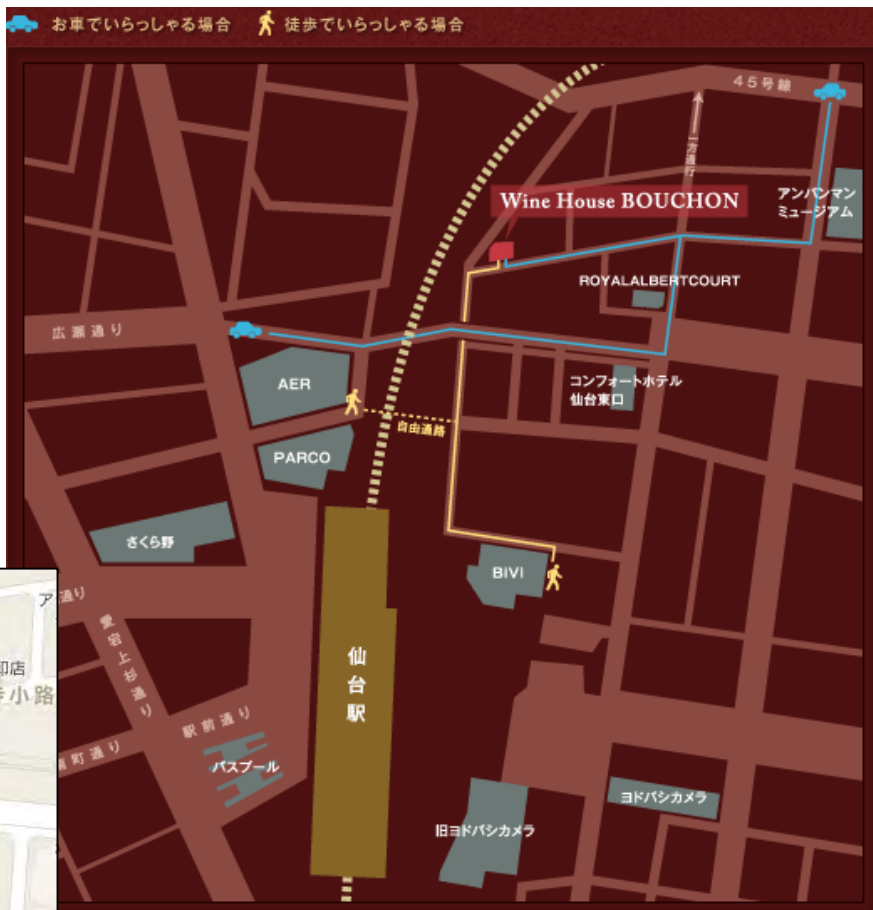 お車でいらっしゃる場合
徒歩でいらっしゃる場合
45号線
一方通行
アンパンマン
ミュージアム
Wine House BOUCHON
ROYALALBERTCOURT
広瀬通り
AER
コンフォートホテル
仙台東口
自由通路
PARCO
さくら野
BiVi
ア
通り
愛宕上杉通り
印店
小路
仙台駅
駅前通り
町通り
バスプール
ヨドバシカメラ
旧ヨドバシカメラ